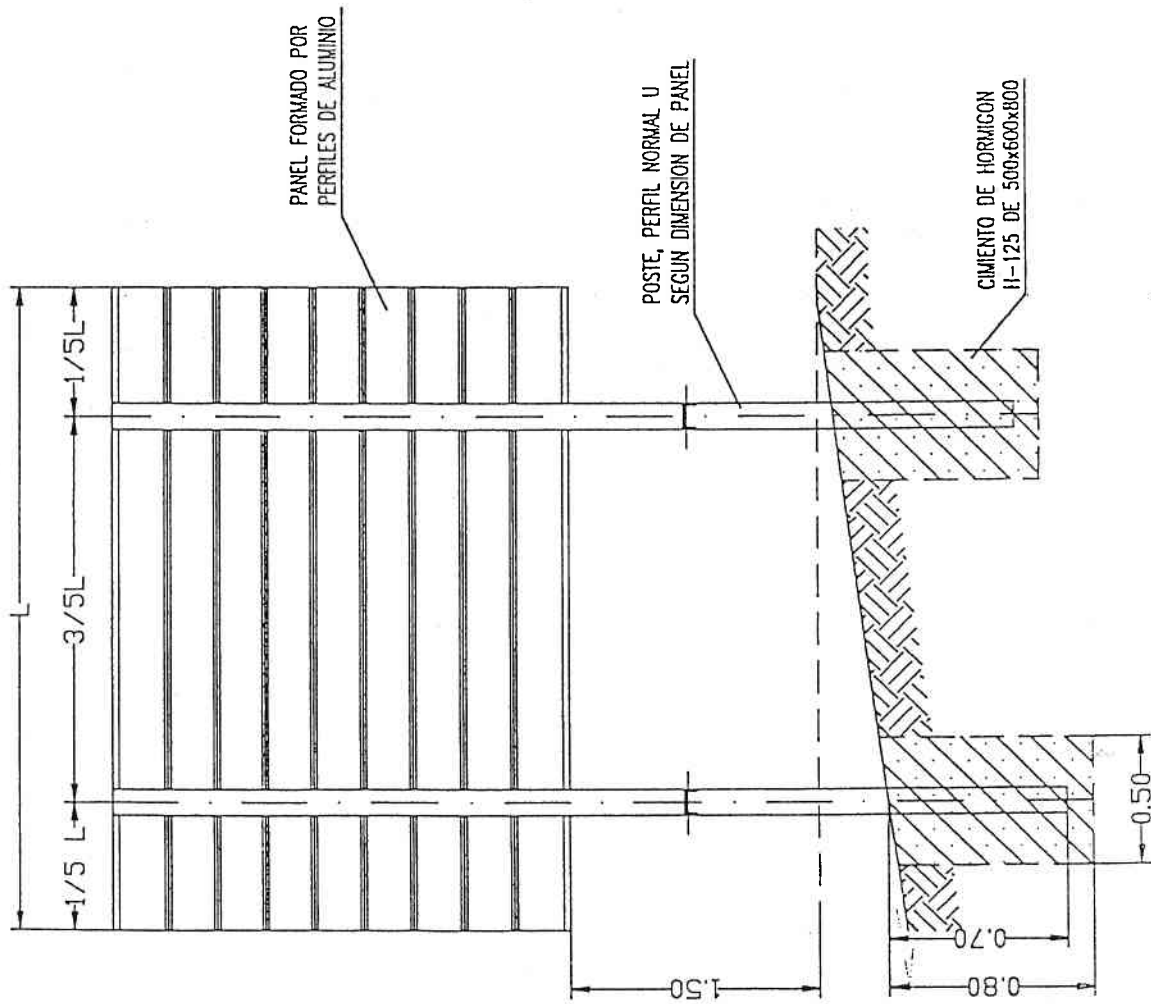 L
1/5 L
3/5L
1/5L
PANEL FORMADO POR
PERFILES DE ALUMINIO
POSTE, PERFIL NORMAL U
SEGUN DIMENSION DE PANEL
CIMIENTO DE HORMIGON
H-125 DE 500x600x800
1.50
0.70
0.80
0.50